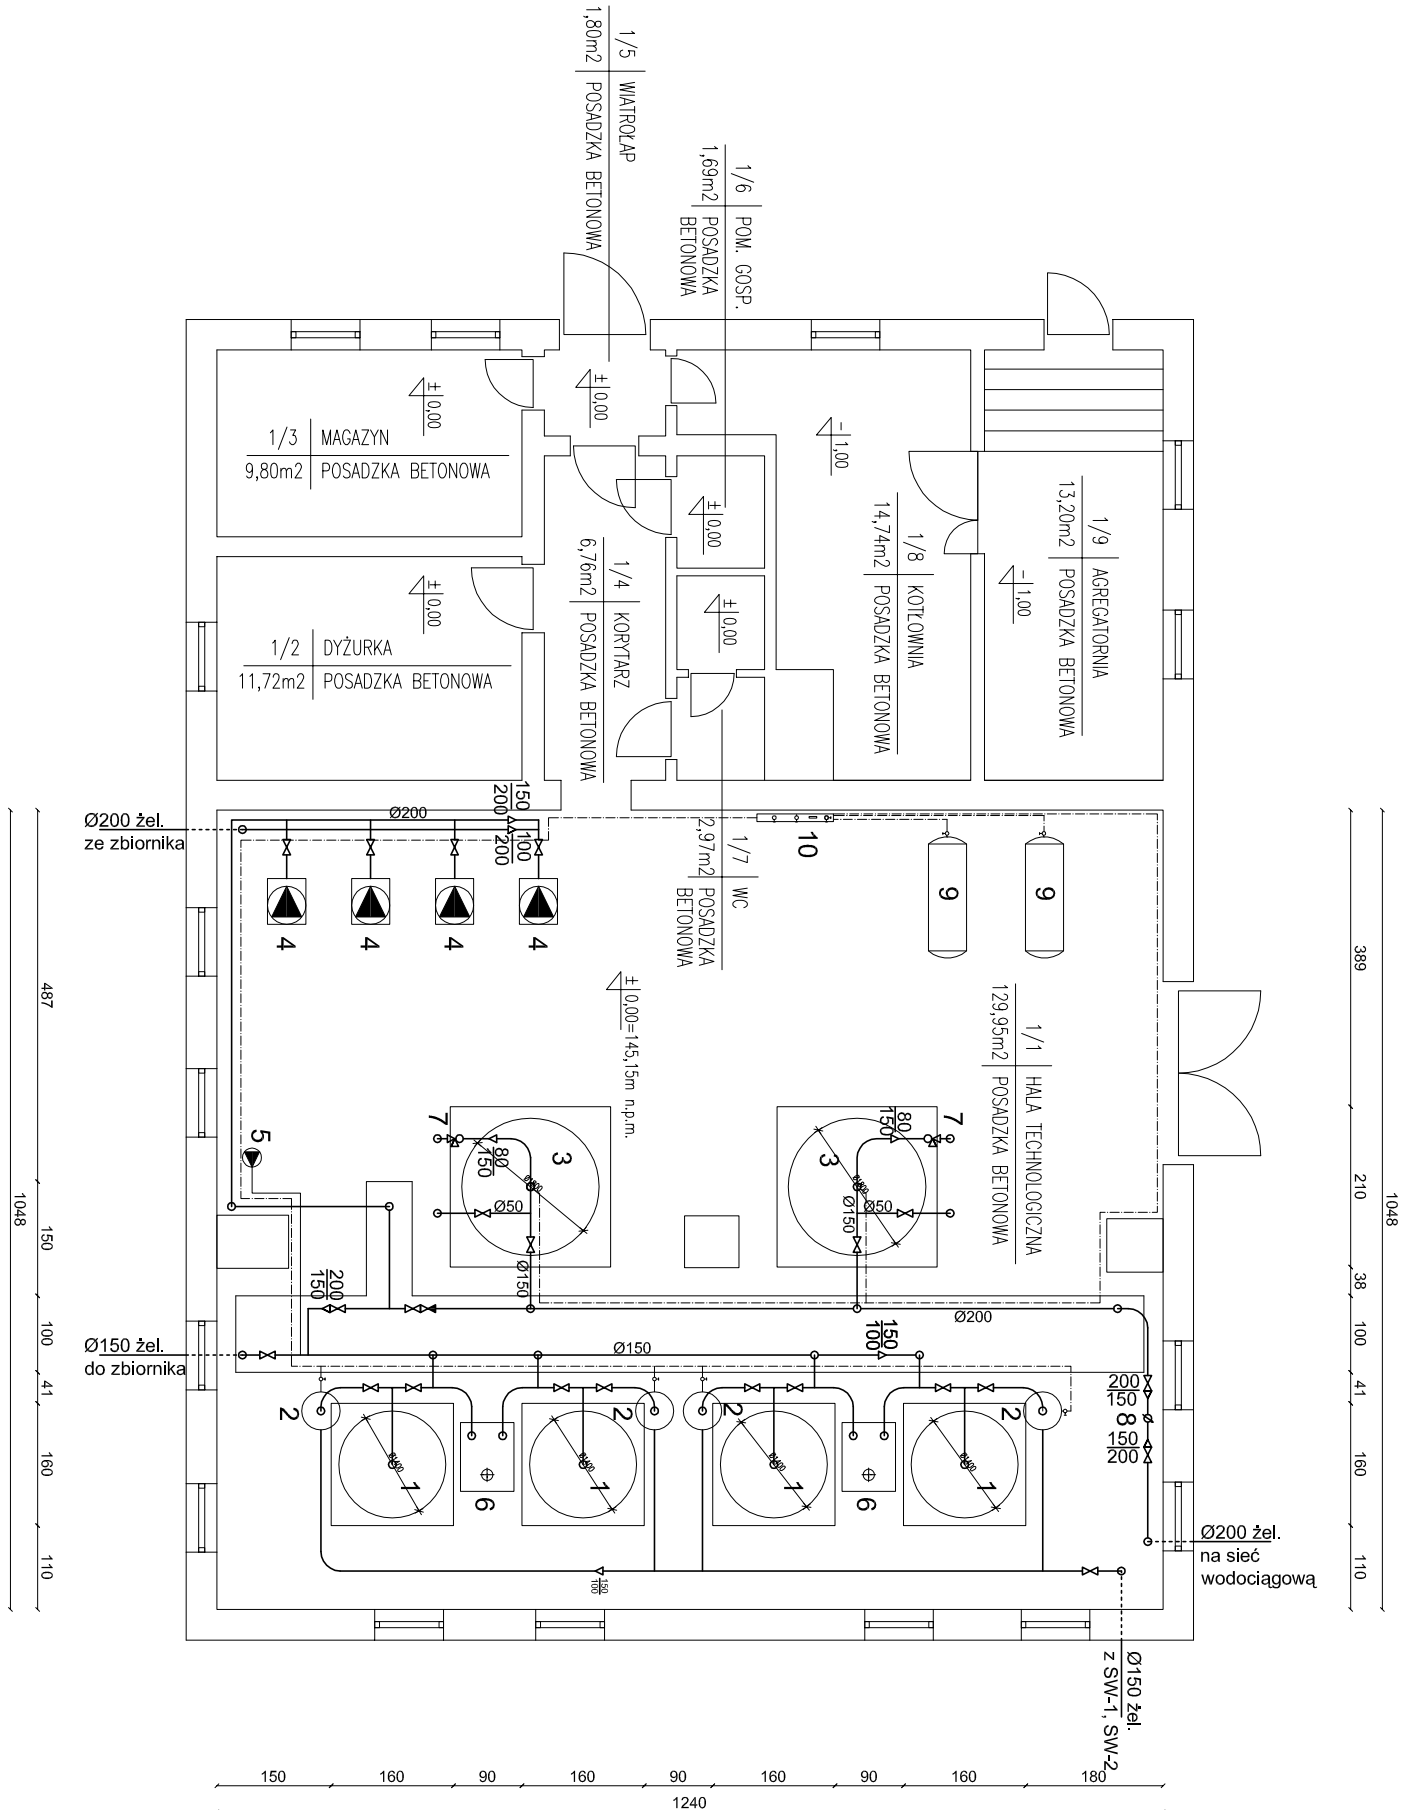 1/5 WIATROŁAP
1,80m2 POSADZKA BETONOWA
1/6 POM. GOSP.
1,69m2 POSADZKA
BETONOWA
±0,00
±0,00
-1,00
1/3 MAGAZYN
9,80m2 POSADZKA BETONOWA
1/9 AGREGATORNIA
13,20m2 POSADZKA BETONOWA
1/8 KOTŁOWNIA
14,74m2 POSADZKA BETONOWA
±0,00
1/4 KORYTARZ
6,76m2 POSADZKA BETONOWA
-1,00
±0,00
±0,00
1/2 DYŻURKA
11,72m2 POSADZKA BETONOWA
1/7 WC
2,97m2 POSADZKA
BETONOWA
Ø200 żel.
ze zbiornika
Ø200
150
200
100
200
10
9
9
4
4
4
4
±0,00=145,15m n.p.m.
1/1 HALA TECHNOLOGICZNA
129,95m2 POSADZKA BETONOWA
389
487
1048
1048
5
7
80
150
3
Ø1800
Ø50
Ø150
7
80
150
3
Ø1800
Ø150
Ø50
210
150
38
200
150
Ø200
Ø150 żel.
do zbiornika
Ø150
150
100
100
100
200
150
8
150
200
41
41
2
2
2
2
Ø1400
1
6
Ø1400
1
Ø1400
1
6
Ø1400
1
160
160
Ø200 żel.
na sieć
wodociągową
110
110
150
100
Ø150 żel.
z SW-1, SW-2
150 160 90 160 90 160 90 160 180
1240